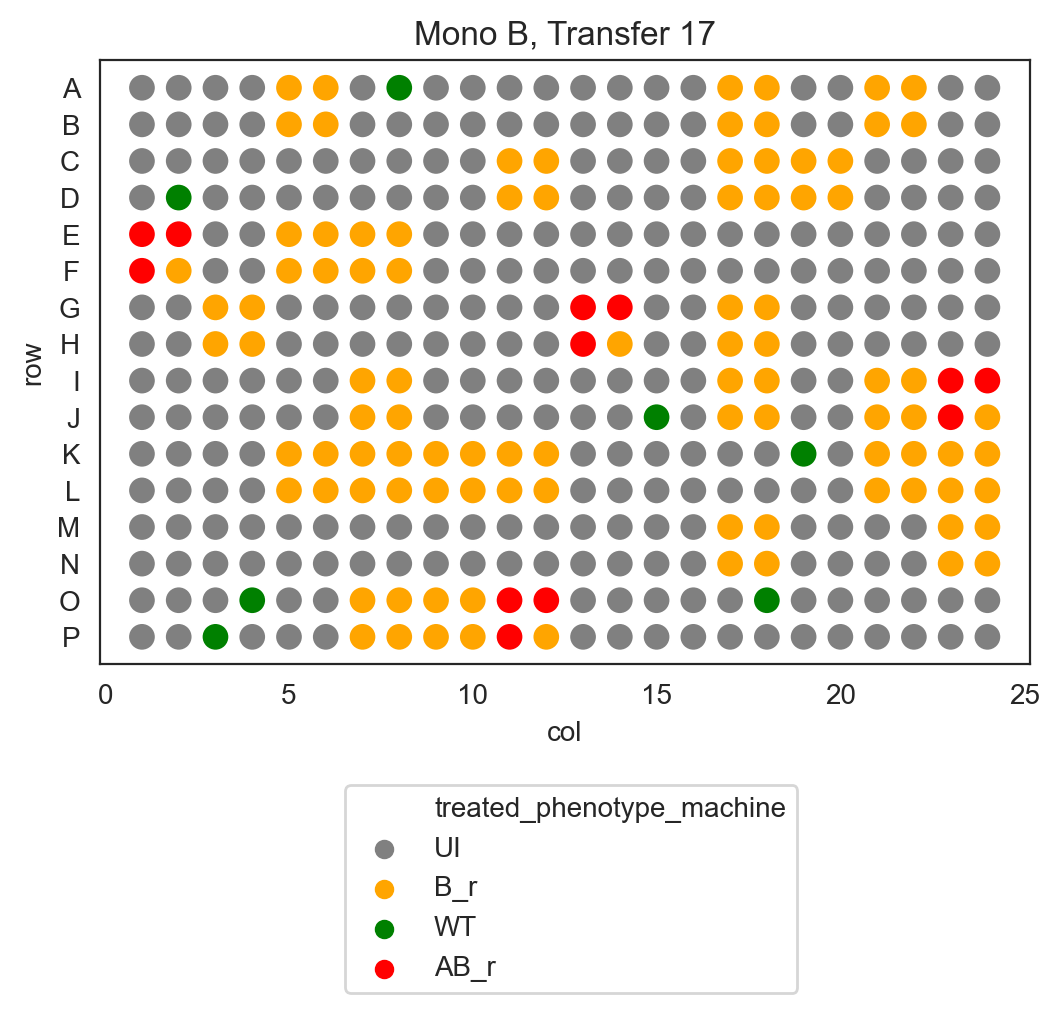 Mono B, Transfer 17
A
B
C
D
E
F
G
H
I
J
K
L
M
N
O
P
row
0 5 10 15 20 25
col
treated_phenotype_machine
UI
B_r
WT
AB_r